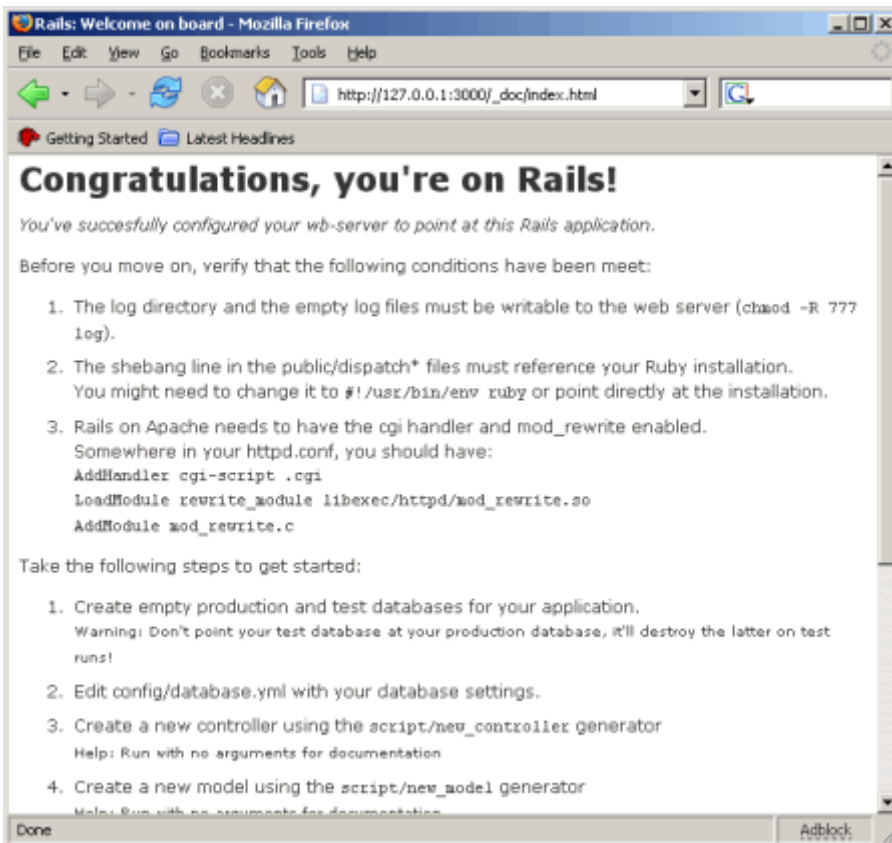 Rails: Welcome on board - Mozilla Firefox
File Edit View Go Bookmarks Tools Help
http://127.0.0.1:3000/_doc/index.html
Getting Started Latest Headlines
Congratulations, you're on Rails!
You've succesfully configured your wb-server to point at this Rails application.
Before you move on, verify that the following conditions have been meet:
1. The log directory and the empty log files must be writable to the web server (chmod -R 777
log).
2. The shebang line in the public/dispatch* files must reference your Ruby installation.
You might need to change it to #!/usr/bin/env ruby or point directly at the installation.
3. Rails on Apache needs to have the cgi handler and mod_rewrite enabled.
Somewhere in your httpd.conf, you should have:
AddHandler cgi-script .cgi
LoadModule rewrite_module libexec/httpd/mod_rewrite.so
AddModule mod_rewrite.c
Take the following steps to get started:
1. Create empty production and test databases for your application.
Warning: Don't point your test database at your production database, it'll destroy the latter on test
runs!
2. Edit config/database.yml with your database settings.
3. Create a new controller using the script/new_controller generator
Help: Run with no arguments for documentation
4. Create a new model using the script/new_model generator
Help: Run with no arguments for documentation
Done Adblock